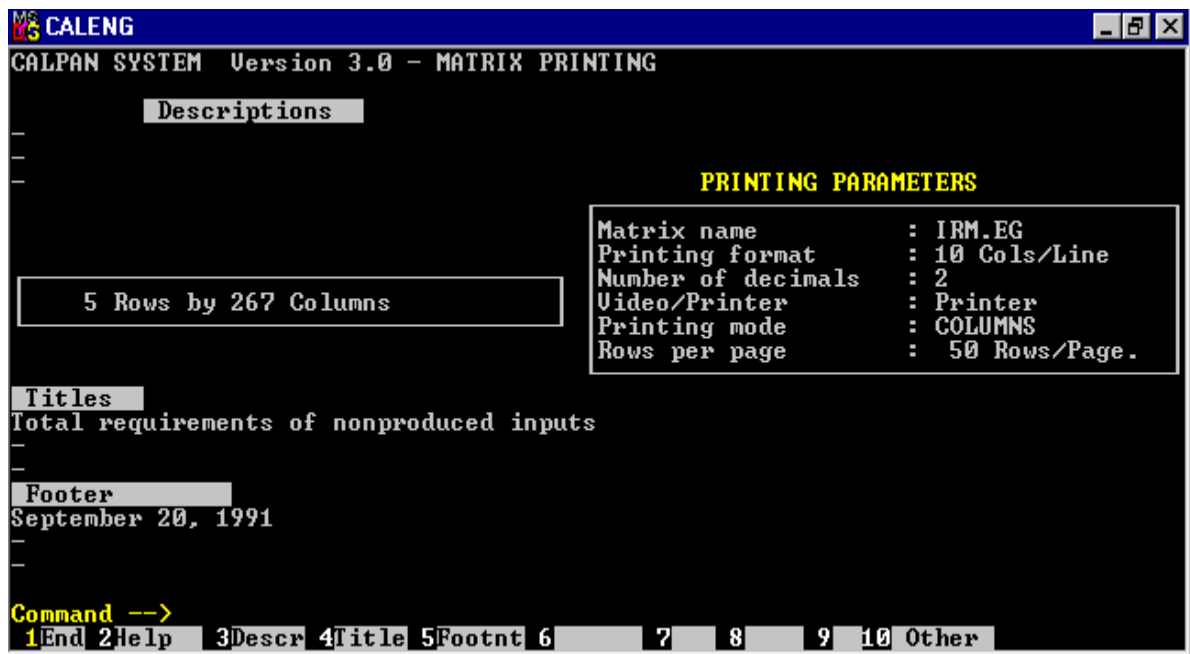 CALENG
CALPAN SYSTEM Version 3.0 - MATRIX PRINTING
Descriptions
PRINTING PARAMETERS
Matrix name : IRM.EG
Printing format : 10 Cols/Line
Number of decimals : 2
Video/Printer : Printer
Printing mode : COLUMNS
Rows per page : 50 Rows/Page.
5 Rows by 267 Columns
Titles
Total requirements of nonproduced inputs
Footer
September 20, 1991
Command -->
1End 2Help 3Descr 4Title 5Footnt 6 7 8 9 10 Other